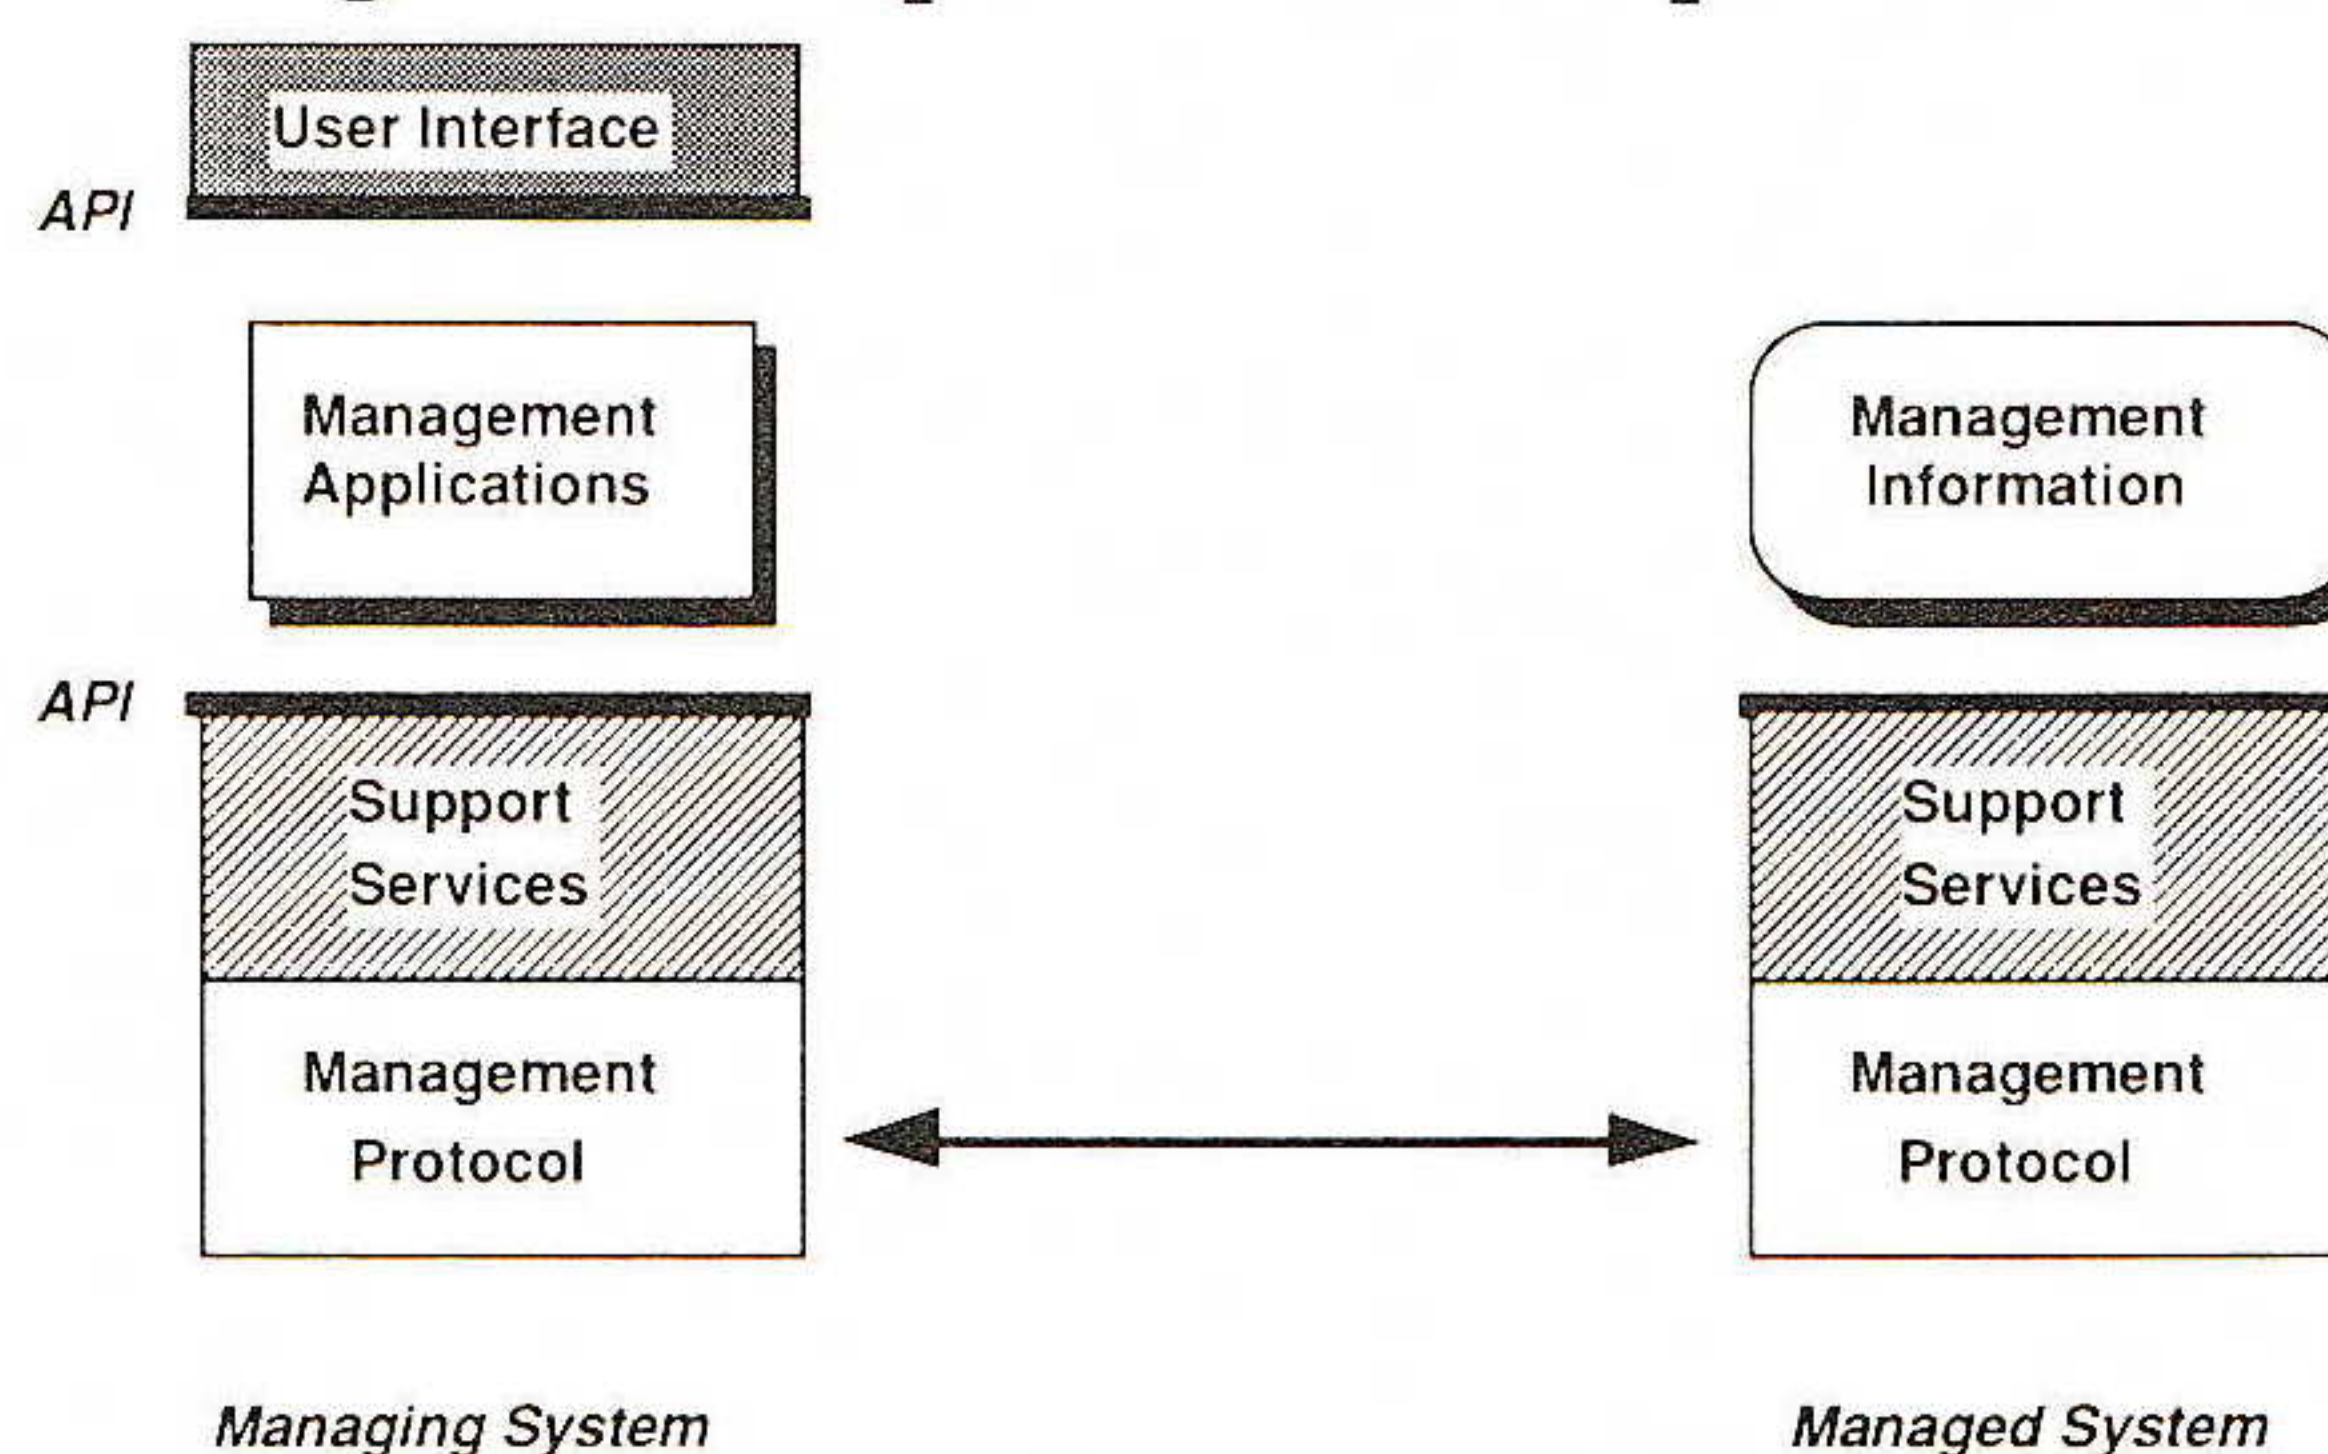 User Interface
API
Management
Applications
Management
Information
API
Support
Services
Support
Services
Management
Protocol
Management
Protocol
Managing System
Managed System